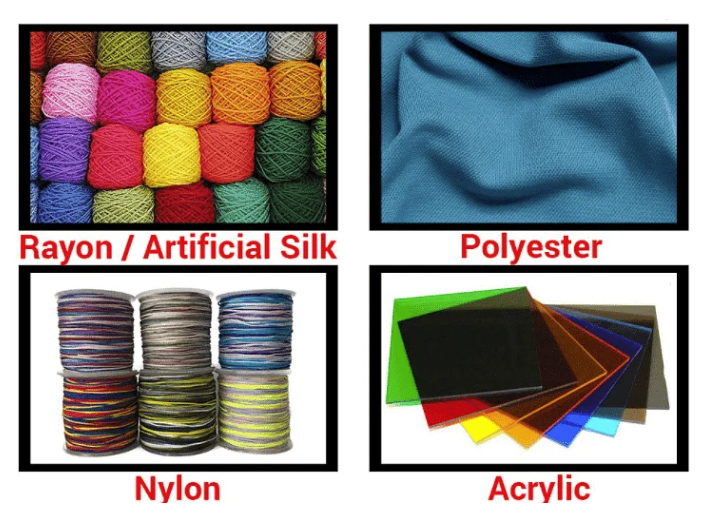 Rayon / Artificial Silk
Polyester
Nylon
Acrylic